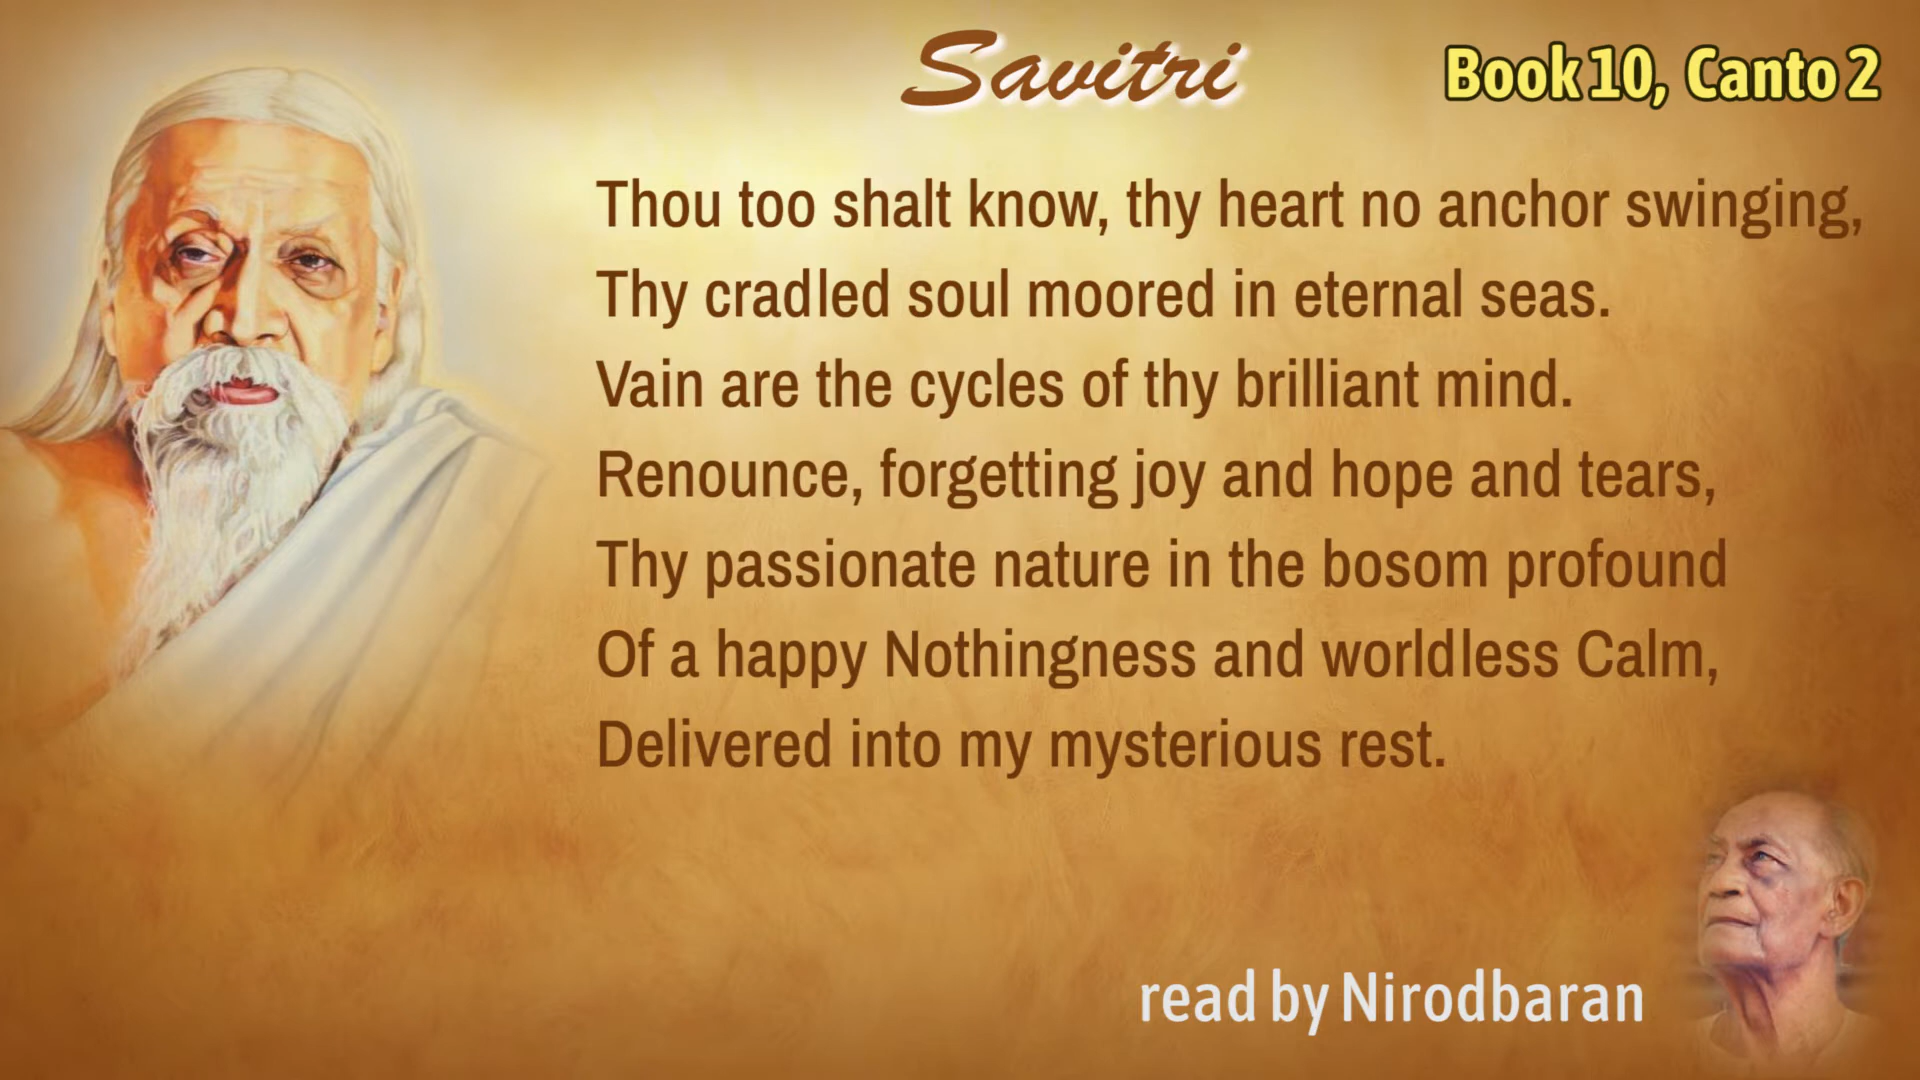 Savitri
Book 10, Canto 2
Thou too shalt know, thy heart no anchor swinging,
Thy cradled soul moored in eternal seas.
Vain are the cycles of thy brilliant mind.
Renounce, forgetting joy and hope and tears,
Thy passionate nature in the bosom profound
Of a happy Nothingness and worldless Calm,
Delivered into my mysterious rest.
read by Nirodbaran